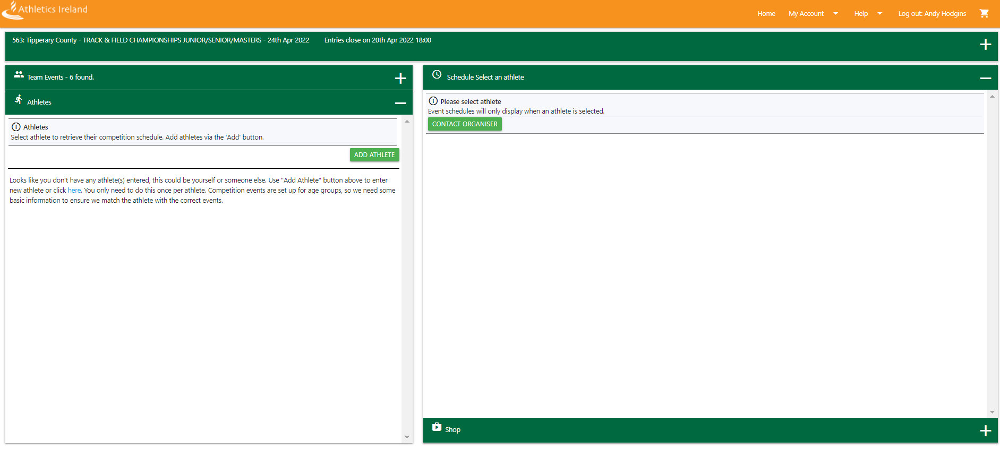 Athletics Ireland
Home My Account Help Log out: Andy Hodgins
563: Tipperary County - TRACK & FIELD CHAMPIONSHIPS JUNIOR/SENIOR/MASTERS - 24th Apr 2022 Entries close on 20th Apr 2022 18:00
Team Events - 6 found.
Athletes
Athletes
Select athlete to retrieve their competition schedule. Add athletes via the 'Add' button.
ADD ATHLETE
Looks like you don't have any athlete(s) entered, this could be yourself or someone else. Use "Add Athlete" button above to enter
new athlete or click here. You only need to do this once per athlete. Competition events are set up for age groups, so we need some
basic information to ensure we match the athlete with the correct events.
Schedule Select an athlete
Please select athlete
Event schedules will only display when an athlete is selected.
CONTACT ORGANISER
Shop